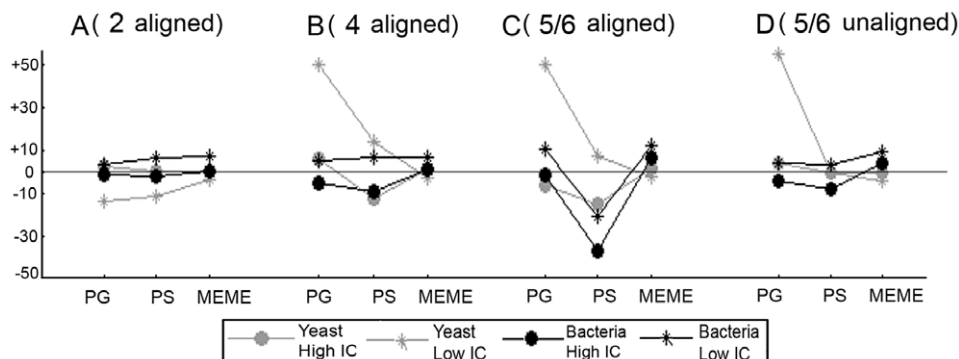 A( 2 aligned) B( 4 aligned) C( 5/6 aligned) D( 5/6 unaligned)
+50
+30
+10
0
-10
-30
-50
PG PS MEME PG PS MEME PG PS MEME PG PS MEME
Yeast Yeast Bacteria Bacteria
High IC Low IC High IC Low IC